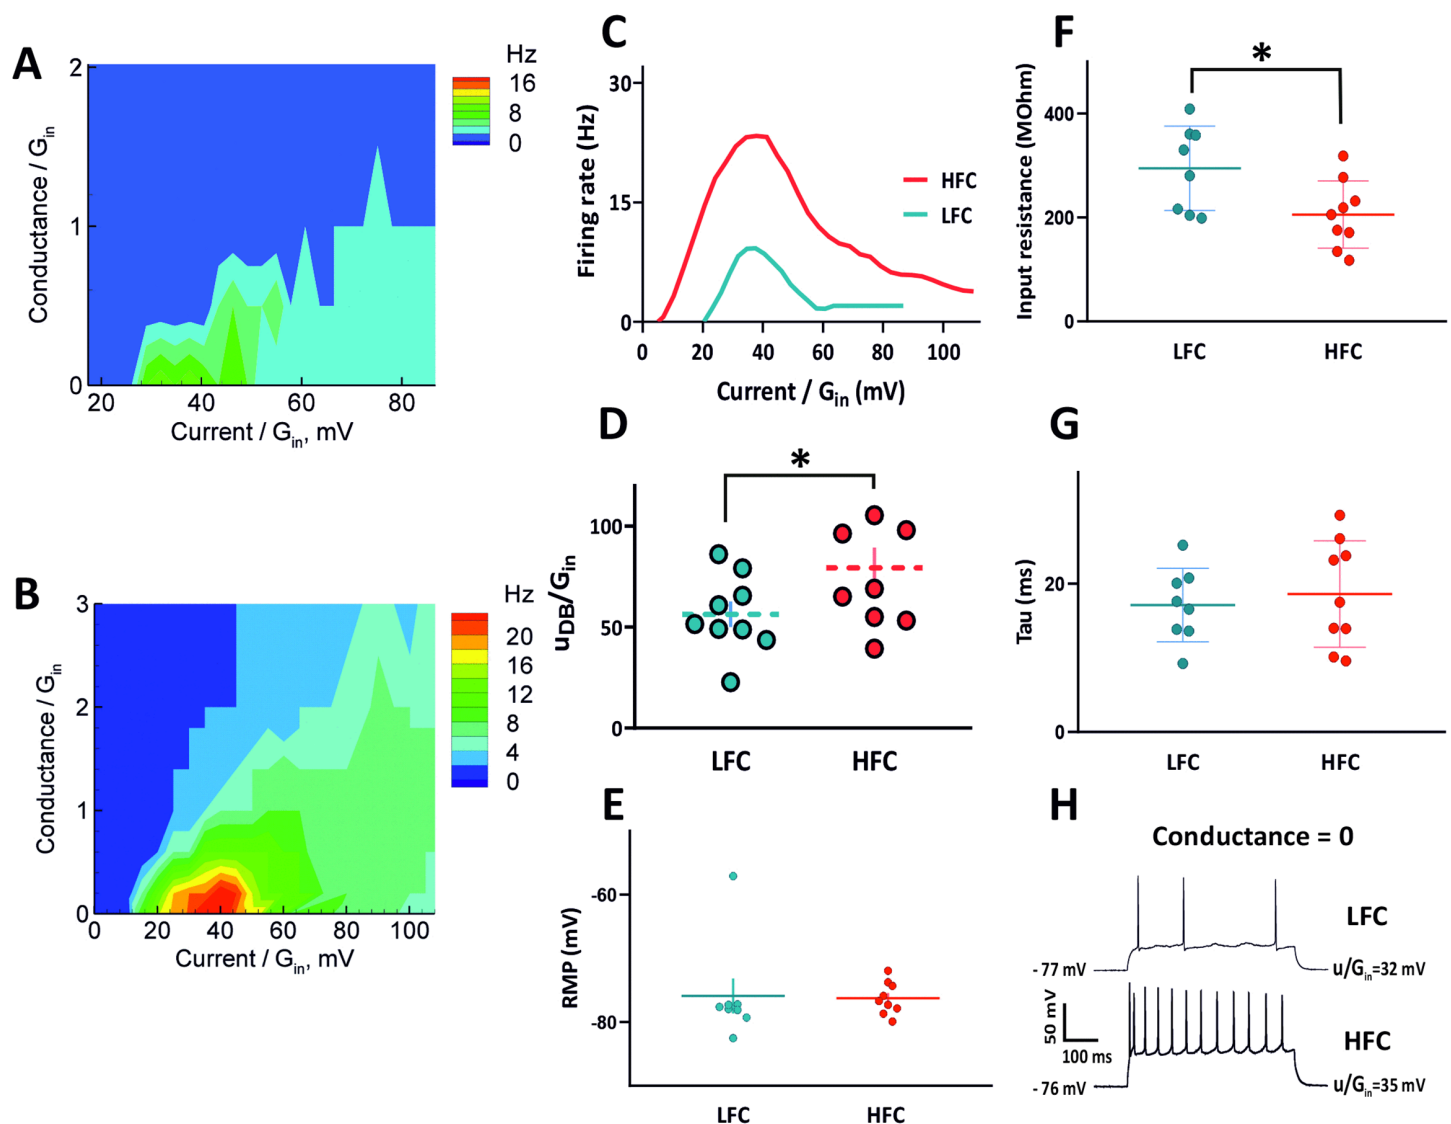 A
Hz
16
8
0
2
1
0
Conductance / Gin
20
40
60
80
Current / Gin, mV
B
Hz
20
16
12
8
4
0
3
2
1
0
Conductance / Gin
0
20
40
60
80
100
Current / Gin, mV
C
30
15
0
Firing rate (Hz)
HFC
LFC
0
20
40
60
80
100
Current / Gin (mV)
D
*
100
50
0
uDB/Gin
LFC
HFC
E
-60
-80
RMP (mV)
LFC
HFC
F
*
400
200
0
Input resistance (MOhm)
LFC
HFC
G
20
0
Tau (ms)
LFC
HFC
H
Conductance = 0
LFC
- 77 mV
u/Gin=32 mV
50 mV
100 ms
HFC
- 76 mV
u/Gin=35 mV